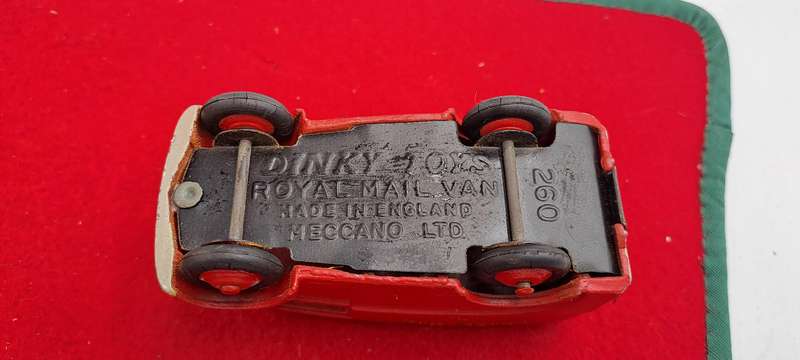 DINKY TOYS
ROYAL MAIL VAN
MADE IN ENGLAND
MECCANO LTD.
260